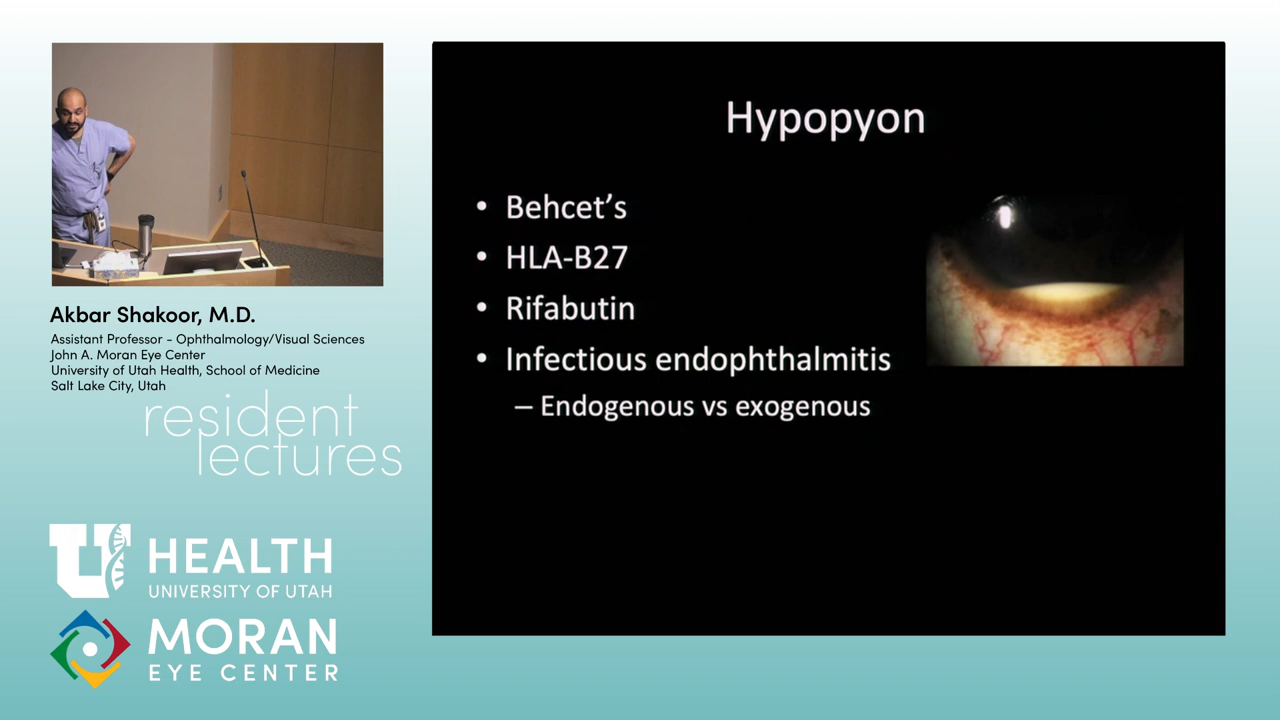 Hypopyon
• Behcet's
• HLA-B27
• Rifabutin
• Infectious endophthalmitis
– Endogenous vs exogenous
Akbar Shakoor, M.D.
Assistant Professor - Ophthalmology/Visual Sciences
John A. Moran Eye Center
University of Utah Health, School of Medicine
Salt Lake City, Utah
resident
lectures
U HEALTH
UNIVERSITY OF UTAH
MORAN
EYE CENTER